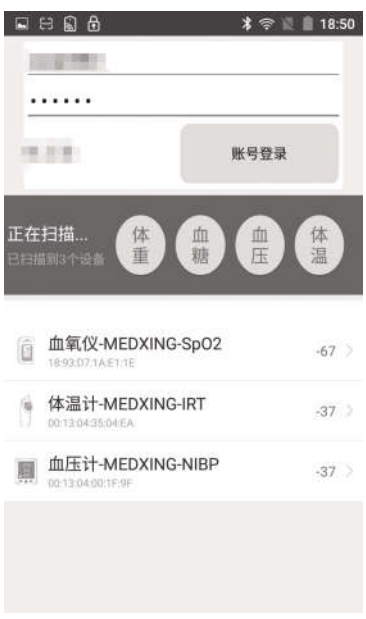 18:50
••••••
账号登录
正在扫描...
已扫描到3个设备
体重
血糖
血压
体温
血氧仪-MEDXING-SpO2
18:93:D7:1A:E1:1E
-67
体温计-MEDXING-IRT
00:13:04:35:04:EA
-37
血压计-MEDXING-NIBP
00:13:04:00:1F:9F
-37